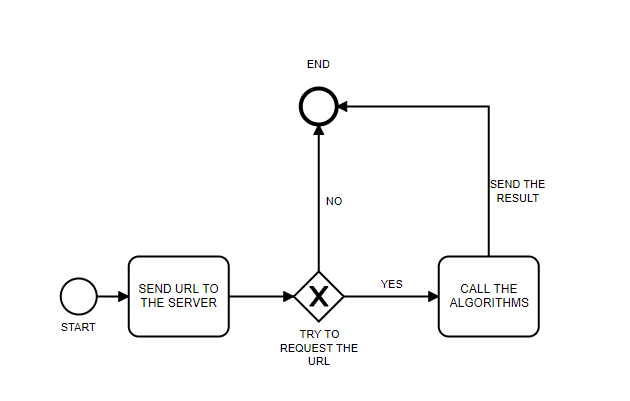 END
SEND THE
RESULT
NO
YES
SEND URL TO
THE SERVER
CALL THE
ALGORITHMS
START
TRY TO
REQUEST THE
URL